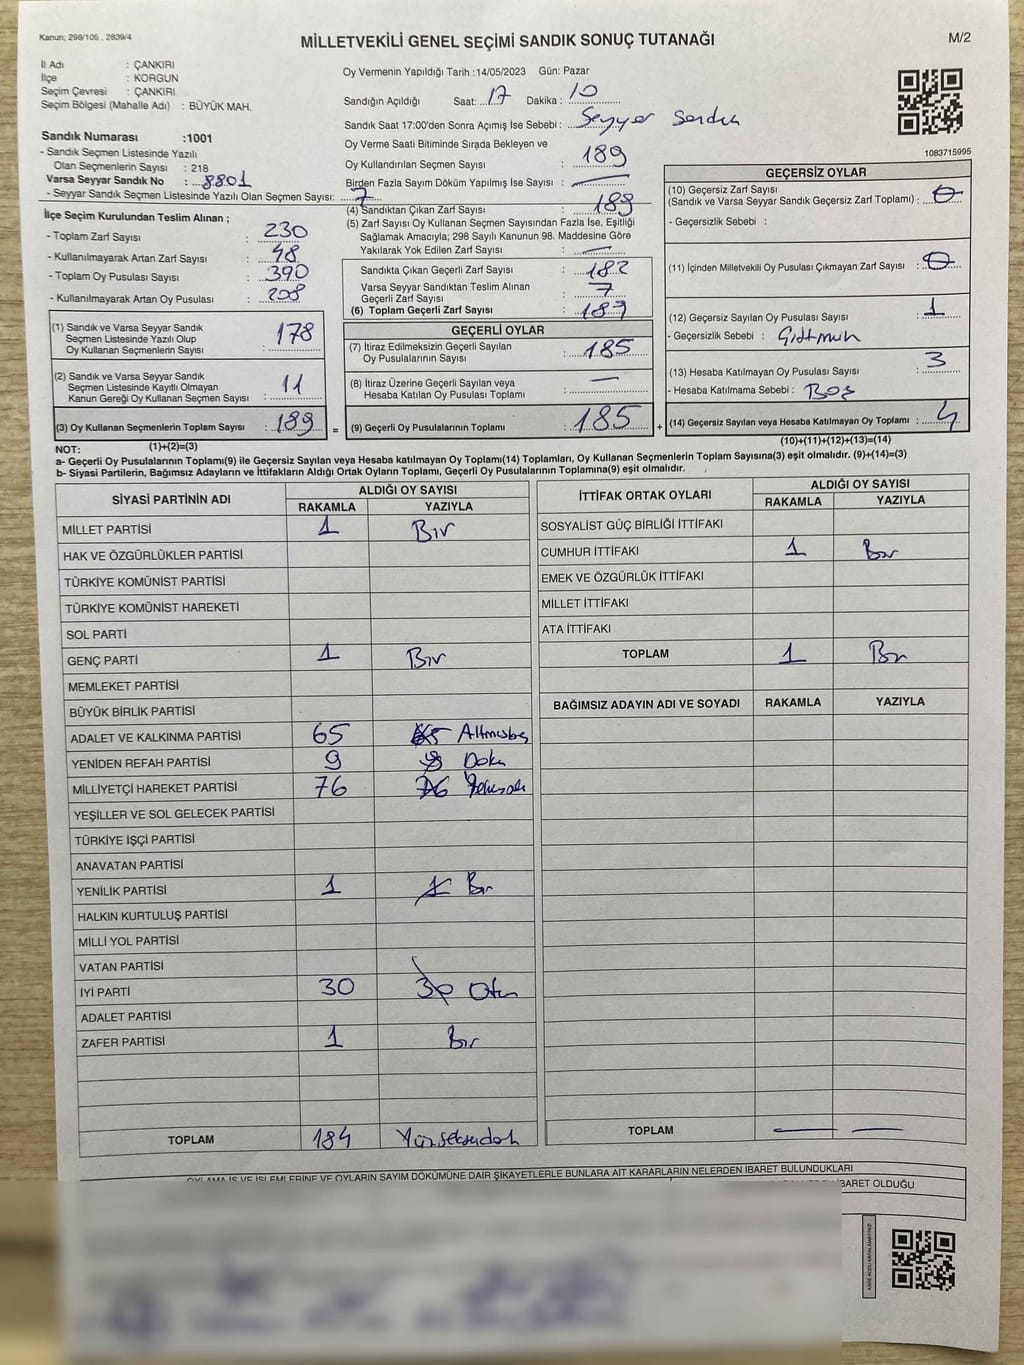 Kanun; 298/105 , 2839/4
MİLLETVEKİLİ GENEL SEÇİMİ SANDIK SONUÇ TUTANAĞI
M/2
İl Adı : ÇANKIRI
İlçe : KORGUN
Seçim Çevresi : ÇANKIRI
Seçim Bölgesi (Mahalle Adı) : BÜYÜK MAH.
Sandık Numarası :1001
- Sandık Seçmen Listesinde Yazılı
Olan Seçmenlerin Sayısı : 218
Varsa Seyyar Sandık No : 8801
- Seyyar Sandık Seçmen Listesinde Yazılı Olan Seçmen Sayısı: 7
Oy Vermenin Yapıldığı Tarih :14/05/2023 Gün: Pazar
Sandığın Açıldığı Saat: 17 Dakika : 10
Sandık Saat 17:00'den Sonra Açımış İse Sebebi : Seyyar Sandık
Oy Verme Saati Bitiminde Sırada Bekleyen ve
Oy Kullandırılan Seçmen Sayısı : 189
Birden Fazla Sayım Döküm Yapılmış İse Sayısı : —
1083715995
İlçe Seçim Kurulundan Teslim Alınan ;
- Toplam Zarf Sayısı : 230
- Kullanılmayarak Artan Zarf Sayısı : 48
- Toplam Oy Pusulası Sayısı : 390
- Kullanılmayarak Artan Oy Pusulası : 208
(4) Sandıktan Çıkan Zarf Sayısı : 189
(5) Zarf Sayısı Oy Kullanan Seçmen Sayısından Fazla İse, Eşitliği
Sağlamak Amacıyla; 298 Sayılı Kanunun 98. Maddesine Göre
Yakılarak Yok Edilen Zarf Sayısı : —
Sandıkta Çıkan Geçerli Zarf Sayısı : 182
Varsa Seyyar Sandıktan Teslim Alınan
Geçerli Zarf Sayısı : 7
(6) Toplam Geçerli Zarf Sayısı : 189
GEÇERSİZ OYLAR
(10) Geçersiz Zarf Sayısı
(Sandık ve Varsa Seyyar Sandık Geçersiz Zarf Toplamı) : 0
- Geçersizlik Sebebi :
(11) İçinden Milletvekili Oy Pusulası Çıkmayan Zarf Sayısı : 0
(12) Geçersiz Sayılan Oy Pusulası Sayısı : 1
- Geçersizlik Sebebi :
(13) Hesaba Katılmayan Oy Pusulası Sayısı : 3
- Hesaba Katılmama Sebebi : Boş
(14) Geçersiz Sayılan veya Hesaba Katılmayan Oy Toplamı : 4
(10)+(11)+(12)+(13)=(14)
(1) Sandık ve Varsa Seyyar Sandık
Seçmen Listesinde Yazılı Olup
Oy Kullanan Seçmenlerin Sayısı : 178
(2) Sandık ve Varsa Seyyar Sandık
Seçmen Listesinde Kayıtlı Olmayan
Kanun Gereği Oy Kullanan Seçmen Sayısı : 11
(3) Oy Kullanan Seçmenlerin Toplam Sayısı : 189 =
(1)+(2)=(3)
GEÇERLİ OYLAR
(7) İtiraz Edilmeksizin Geçerli Sayılan
Oy Pusulalarının Sayısı : 185
(8) İtiraz Üzerine Geçerli Sayılan veya
Hesaba Katılan Oy Pusulası Toplamı : —
(9) Geçerli Oy Pusulalarının Toplamı : 185 +
NOT:
a- Geçerli Oy Pusulalarının Toplamı(9) ile Geçersiz Sayılan veya Hesaba katılmayan Oy Toplamı(14) Toplamları, Oy Kullanan Seçmenlerin Toplam Sayısına(3) eşit olmalıdır. (9)+(14)=(3)
b- Siyasi Partilerin, Bağımsız Adayların ve İttifakların Aldığı Ortak Oyların Toplamı, Geçerli Oy Pusulalarının Toplamına(9) eşit olmalıdır.
SİYASİ PARTİNİN ADI ALDIĞI OY SAYISI
RAKAMLA YAZIYLA
MİLLET PARTİSİ 1 Bir
HAK VE ÖZGÜRLÜKLER PARTİSİ
TÜRKİYE KOMÜNİST PARTİSİ
TÜRKİYE KOMÜNİST HAREKETİ
SOL PARTİ
GENÇ PARTİ 1 Bir
MEMLEKET PARTİSİ
BÜYÜK BİRLİK PARTİSİ
ADALET VE KALKINMA PARTİSİ 65 65 Altmışbeş
YENİDEN REFAH PARTİSİ 9 9 Dokuz
MİLLİYETÇİ HAREKET PARTİSİ 76 76 Yetmişaltı
YEŞİLLER VE SOL GELECEK PARTİSİ
TÜRKİYE İŞÇİ PARTİSİ
ANAVATAN PARTİSİ
YENİLİK PARTİSİ 1 1 Bir
HALKIN KURTULUŞ PARTİSİ
MİLLİ YOL PARTİSİ
VATAN PARTİSİ
İYİ PARTİ 30 30 Otuz
ADALET PARTİSİ
ZAFER PARTİSİ 1 Bir
TOPLAM 184 Yüzseksendört
İTTİFAK ORTAK OYLARI ALDIĞI OY SAYISI
RAKAMLA YAZIYLA
SOSYALİST GÜÇ BİRLİĞİ İTTİFAKI
CUMHUR İTTİFAKI 1 Bir
EMEK VE ÖZGÜRLÜK İTTİFAKI
MİLLET İTTİFAKI
ATA İTTİFAKI
TOPLAM 1 Bir
BAĞIMSIZ ADAYIN ADI VE SOYADI RAKAMLA YAZIYLA
TOPLAM — —
OYLAMA İŞ VE İŞLEMLERİNE VE OYLARIN SAYIM DÖKÜMÜNE DAİR ŞİKAYETLERLE BUNLARA AİT KARARLARIN NELERDEN İBARET BULUNDUKLARI
İBARET OLDUĞU